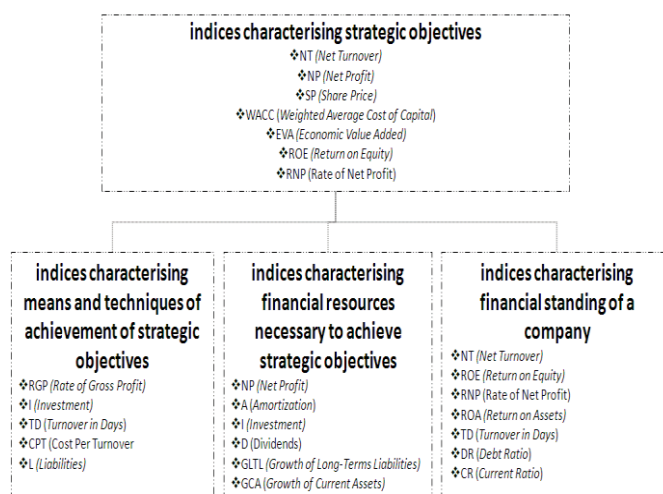 indices characterising strategic objectives
❖NT (Net Turnover)
❖NP (Net Profit)
❖SP (Share Price)
❖WACC (Weighted Average Cost of Capital)
❖EVA (Economic Value Added)
❖ROE (Return on Equity)
❖RNP (Rate of Net Profit)
indices characterising
means and techniques of
achievement of strategic
objectives
❖RGP (Rate of Gross Profit)
❖I (Investment)
❖TD (Turnover in Days)
❖CPT (Cost Per Turnover
❖L (Liabilities)
indices characterising
financial resources
necessary to achieve
strategic objectives
❖NP (Net Profit)
❖A (Amortization)
❖I (Investment)
❖D (Dividends)
❖GLTL (Growth of Long-Terms Liabilities)
❖GCA (Growth of Current Assets)
indices characterising
financial standing of a
company
❖NT (Net Turnover)
❖ROE (Return on Equity)
❖RNP (Rate of Net Profit)
❖ROA (Return on Assets)
❖TD (Turnover in Days)
❖DR (Debt Ratio)
❖CR (Current Ratio)